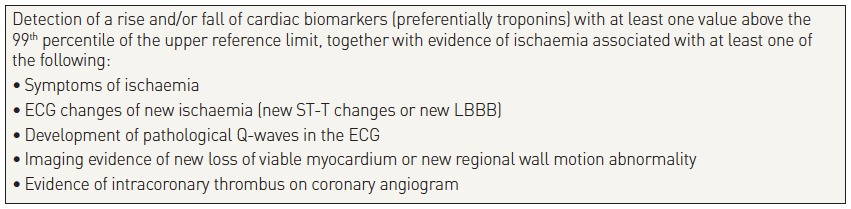 Detection of a rise and/or fall of cardiac biomarkers (preferentially troponins) with at least one value above the
99th percentile of the upper reference limit, together with evidence of ischaemia associated with at least one of
the following:
• Symptoms of ischaemia
• ECG changes of new ischaemia (new ST-T changes or new LBBB)
• Development of pathological Q-waves in the ECG
• Imaging evidence of new loss of viable myocardium or new regional wall motion abnormality
• Evidence of intracoronary thrombus on coronary angiogram